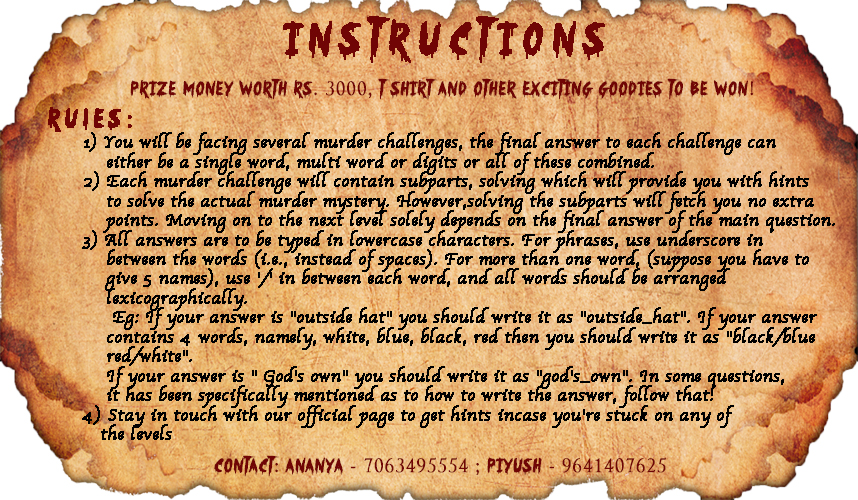 INSTRUCTIONS
PRIZE MONEY WORTH RS. 3000, T SHIRT AND OTHER EXCITING GOODIES TO BE WON!
RULES:
1) You will be facing several murder challenges, the final answer to each challenge can
either be a single word, multi word or digits or all of these combined.
2) Each murder challenge will contain subparts, solving which will provide you with hints
to solve the actual murder mystery. However,solving the subparts will fetch you no extra
points. Moving on to the next level solely depends on the final answer of the main question.
3) All answers are to be typed in lowercase characters. For phrases, use underscore in
between the words (i.e., instead of spaces). For more than one word, (suppose you have to
give 5 names), use '/' in between each word, and all words should be arranged
lexicographically.
Eg: If your answer is "outside hat" you should write it as "outside_hat". If your answer
contains 4 words, namely, white, blue, black, red then you should write it as "black/blue
red/white".
If your answer is " God's own" you should write it as "god's_own". In some questions,
it has been specifically mentioned as to how to write the answer, follow that!
4) Stay in touch with our official page to get hints incase you're stuck on any of
the levels
CONTACT: ANANYA - 7063495554 ; PIYUSH - 9641407625